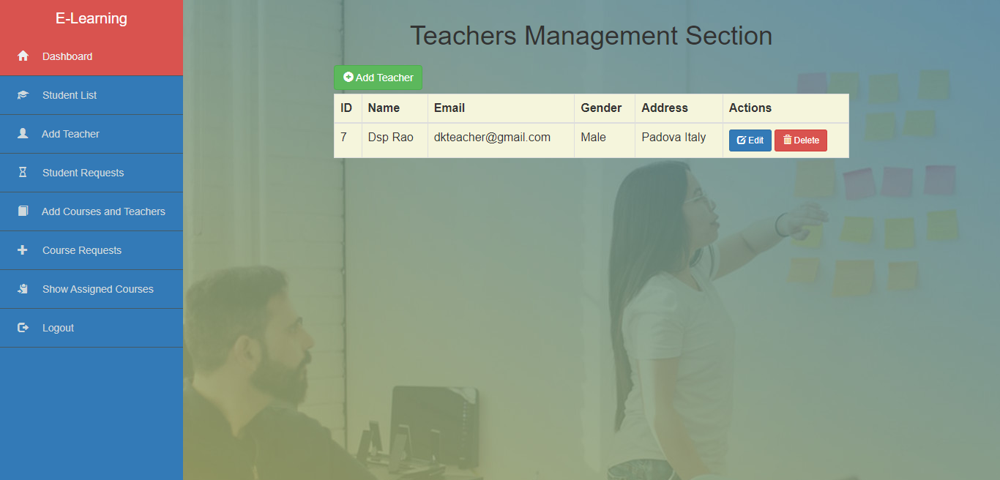 E-Learning
Dashboard
Student List
Add Teacher
Student Requests
Add Courses and Teachers
Course Requests
Show Assigned Courses
Logout
Teachers Management Section
Add Teacher
ID Name Email Gender Address Actions
7 Dsp Rao dkteacher@gmail.com Male Padova Italy Edit Delete